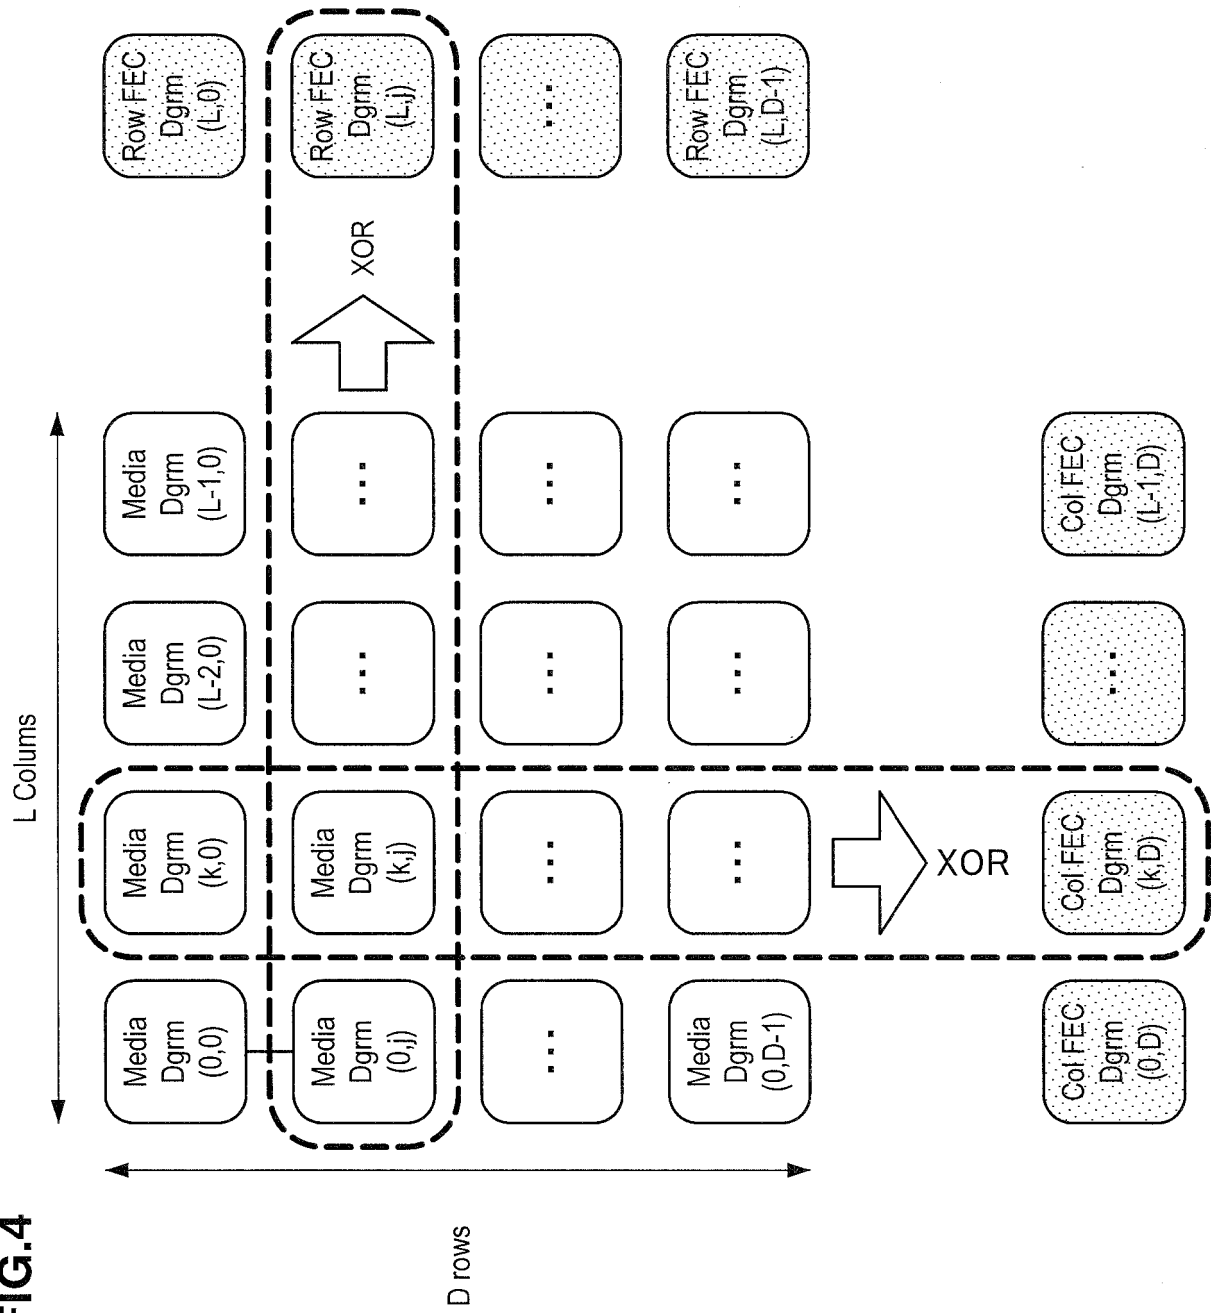 FIG.4
L Colums
Media
Dgrm
(0,0)
Media
Dgrm
(k,0)
Media
Dgrm
(L-2,0)
Media
Dgrm
(L-1,0)
Row FEC
Dgrm
(L,0)
D rows
Media
Dgrm
(0,j)
Media
Dgrm
(k,j)
...
...
XOR
Row FEC
Dgrm
(L,j)
...
...
...
...
...
Media
Dgrm
(0,D-1)
...
...
...
Row FEC
Dgrm
(L,D-1)
XOR
Col FEC
Dgrm
(0,D)
Col FEC
Dgrm
(k,D)
...
Col FEC
Dgrm
(L-1,D)